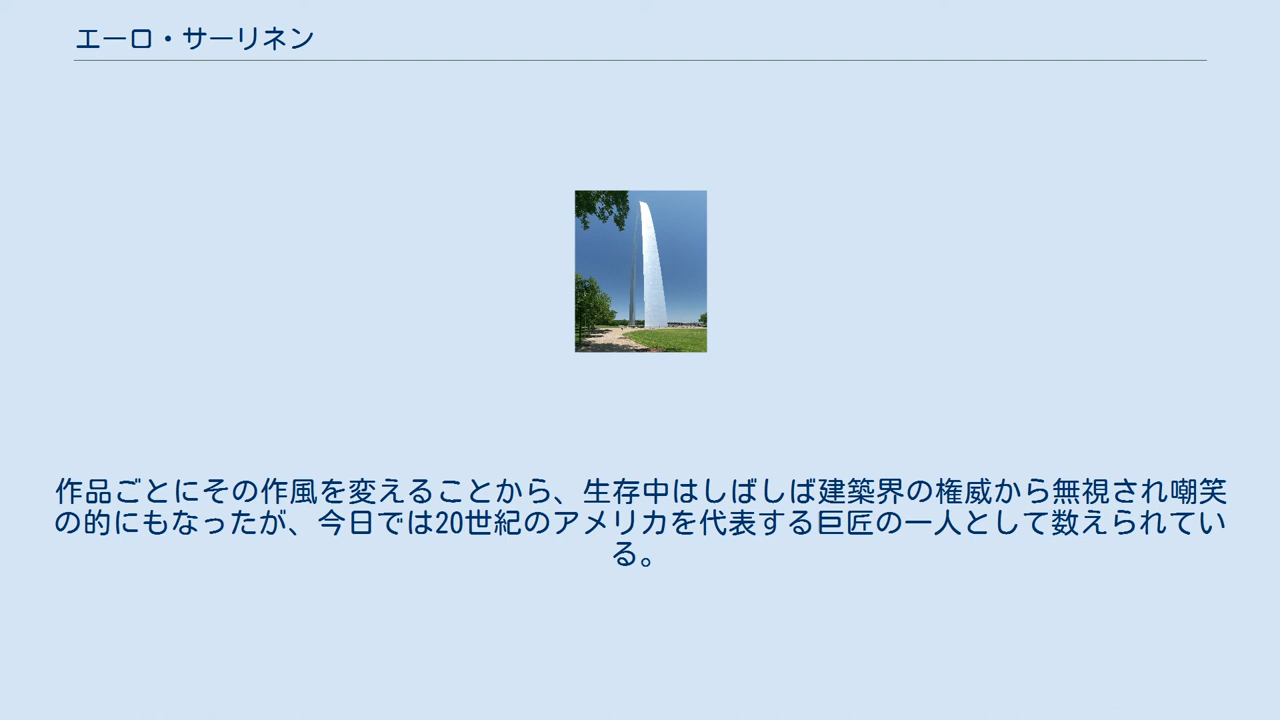 エーロ・サーリネン
作品ごとにその作風を変えることから、生存中はしばしば建築界の権威から無視され嘲笑
の的にもなったが、今日では20世紀のアメリカを代表する巨匠の一人として数えられてい
る。